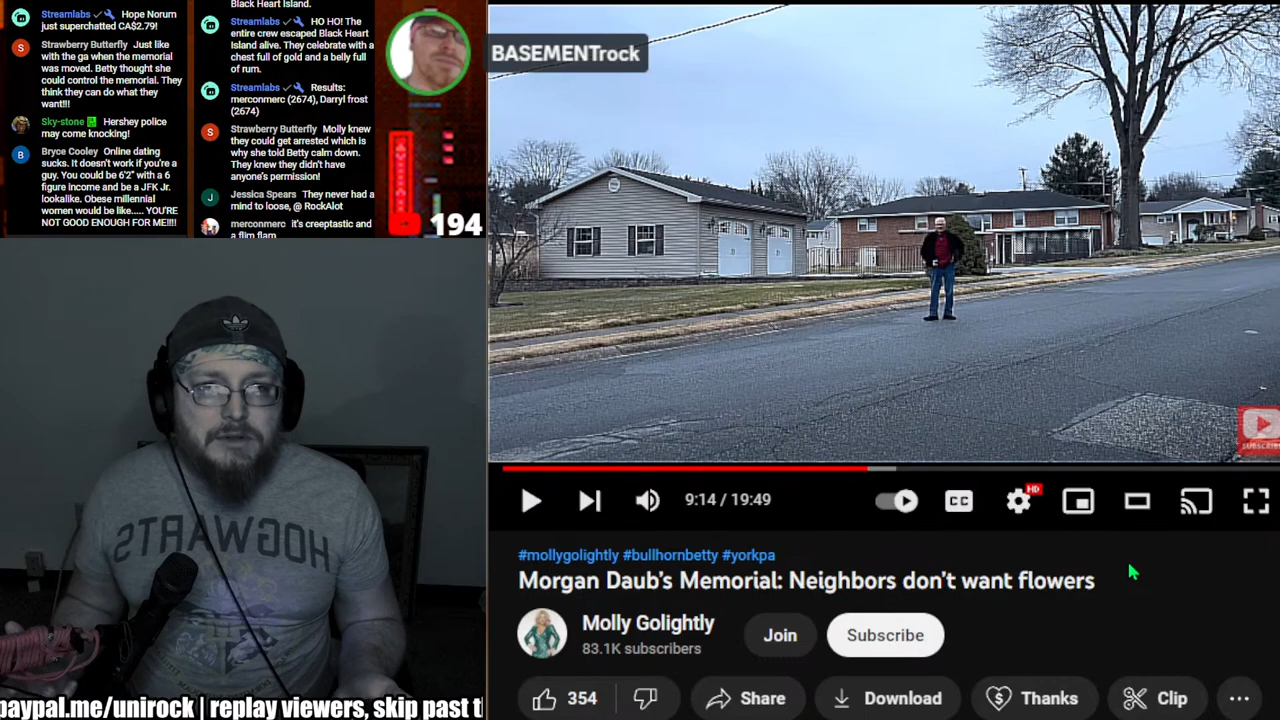 Streamlabs Hope Norum
just superchatted CA$2.79!
Strawberry Butterfly Just like
with the ga when the memorial
was moved. Betty thought she
could control the memorial. They
think they can do what they
want!!!
Sky-stone Hershey police
may come knocking!
Bryce Cooley Online dating
sucks. It doesn't work if you're a
guy. You could be 6'2" with a 6
figure income and be a JFK Jr.
lookalike. Obese millennial
women would be like..... YOU'RE
NOT GOOD ENOUGH FOR ME!!!!
Black Heart Island.
Streamlabs HO HO! The
entire crew escaped Black Heart
Island alive. They celebrate with a
chest full of gold and a belly full
of rum.
Streamlabs Results:
merconmerc (2674), Darryl frost
(2674)
Strawberry Butterfly Molly knew
they could get arrested which is
why she told Betty calm down.
They knew they didn't have
anyone's permission!
Jessica Spears They never had a
mind to loose, @ RockAlot
merconmerc it's creeptastic and
a flim flam
194
BASEMENTrock
SUBSCRIBE
9:14 / 19:49
CC
HD
#mollygolightly #bullhornbetty #yorkpa
Morgan Daub's Memorial: Neighbors don't want flowers
Molly Golightly
83.1K subscribers
Join
Subscribe
354
Share
Download
Thanks
Clip
HOGWARTS
paypal.me/unirock | replay viewers, skip past t